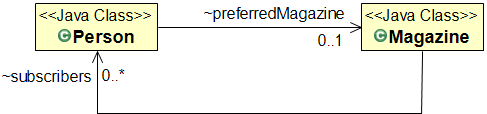 <<Java Class>>
C Person
~preferredMagazine
0..1
<<Java Class>>
C Magazine
~subscribers
0..*